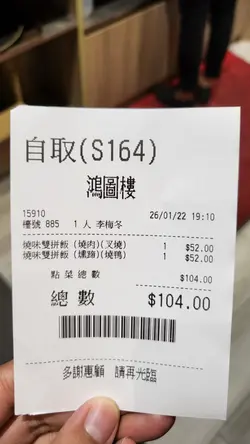 自取(S164)
鴻圖樓
15910 26/01/22 19:10
檯號 885 1 人 李梅冬
燒味雙拼飯 (燒肉)(叉燒) 1 $52.00
燒味雙拼飯 (燻蹄)(燒鴨) 1 $52.00
點菜總數 $104.00
總數 $104.00
多謝惠顧 請再光臨